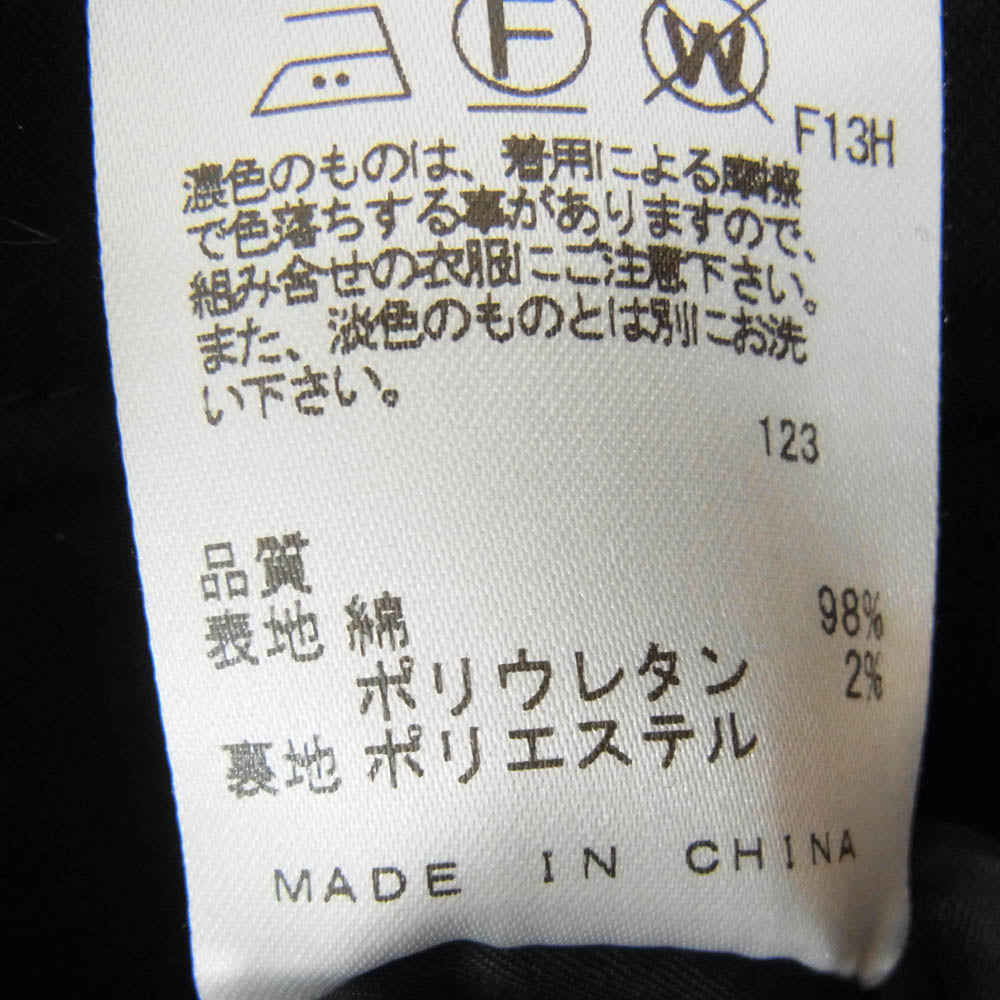 F
W
F13H
濃色のものは、着用による摩擦
で色落ちする事がありますので、
組み合せの衣服にご注意下さい。
また、淡色のものとは別にお洗
い下さい。
123
品質
表地 綿 98%
ポリウレタン 2%
裏地 ポリエステル
MADE IN CHINA